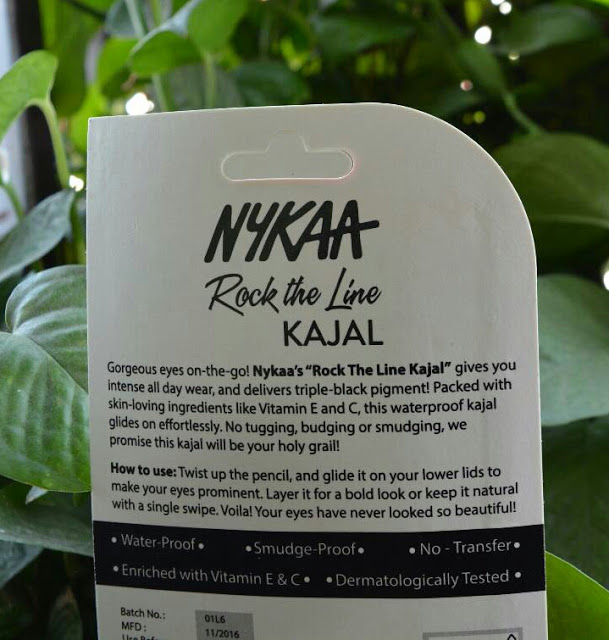 NYKAA
Rock the Line
KAJAL
Gorgeous eyes on-the-go! Nykaa's "Rock The Line Kajal" gives you
intense all day wear, and delivers triple-black pigment! Packed with
skin-loving ingredients like Vitamin E and C, this waterproof kajal
glides on effortlessly. No tugging, budging or smudging, we
promise this kajal will be your holy grail!
How to use: Twist up the pencil, and glide it on your lower lids to
make your eyes prominent. Layer it for a bold look or keep it natural
with a single swipe. Voila! Your eyes have never looked so beautiful!
• Water-Proof • • Smudge-Proof • • No - Transfer •
• Enriched with Vitamin E & C • • Dermatologically Tested •
Batch No.: 01L6
MFD : 11/2016